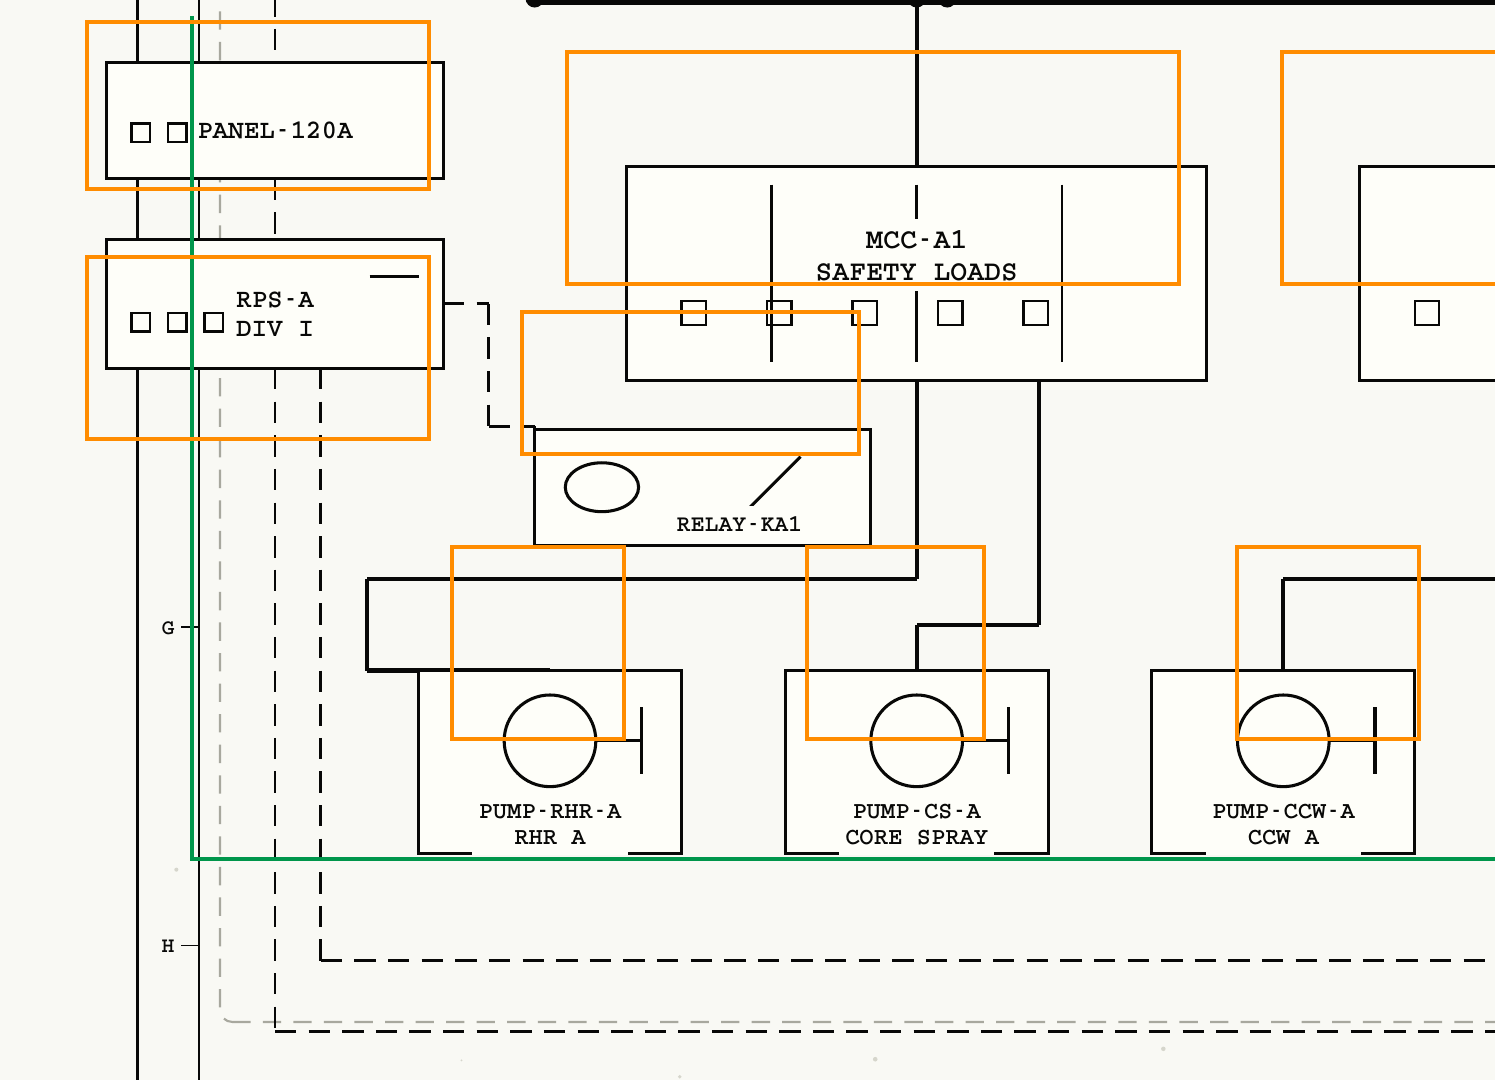 PANEL-120A
MCC-A1
SAFETY LOADS
RPS-A
DIV I
RELAY-KA1
G
PUMP-RHR-A
RHR A
PUMP-CS-A
CORE SPRAY
PUMP-CCW-A
CCW A
H